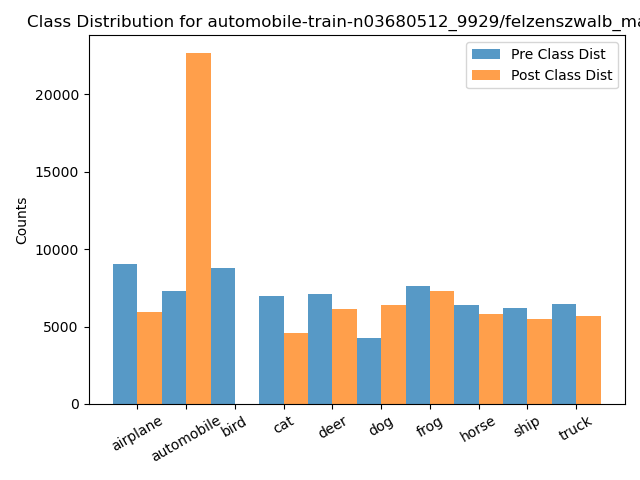 Class Distribution for automobile-train-n03680512_9929/felzenszwalb_ma
Pre Class Dist
Post Class Dist
Counts
20000
15000
10000
5000
0
airplane
automobile
bird
cat
deer
dog
frog
horse
ship
truck